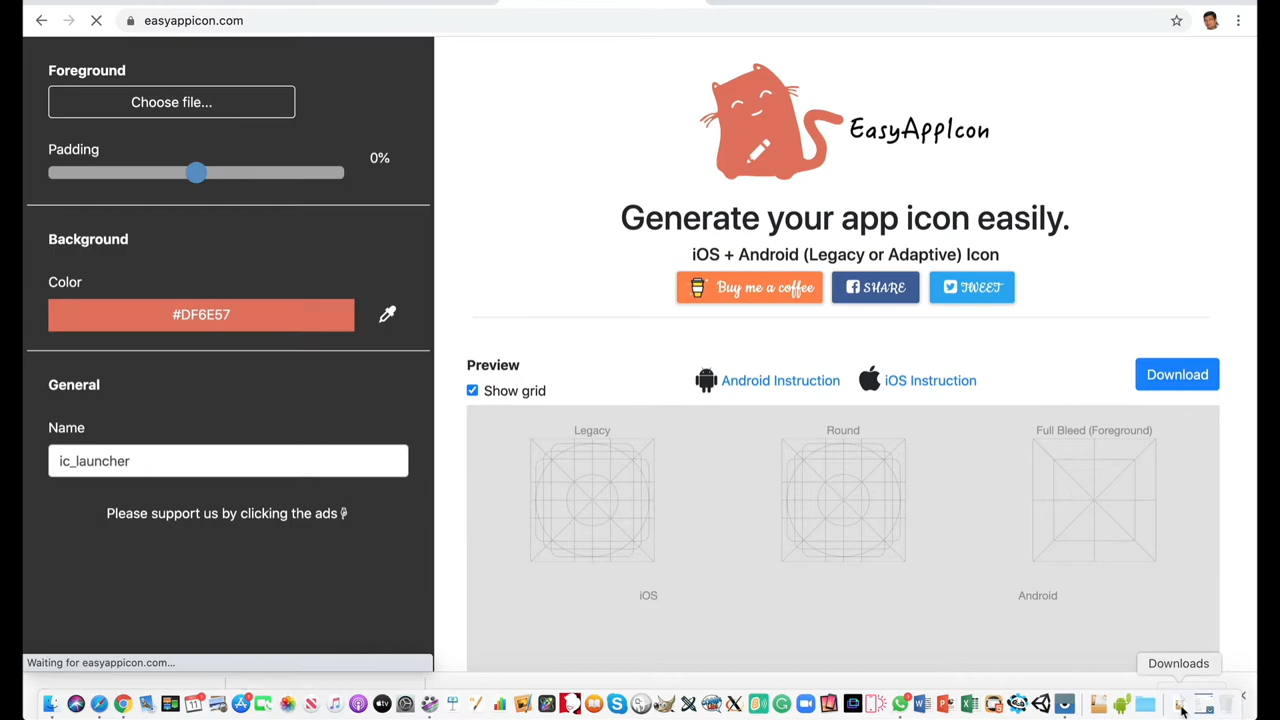 easyappicon.com
Foreground
Choose file...
Padding
0%
Background
Color
#DF6E57
General
Name
ic_launcher
Please support us by clicking the ads
Waiting for easyappicon.com...
EasyAppIcon
Generate your app icon easily.
iOS + Android (Legacy or Adaptive) Icon
Buy me a coffee
SHARE
TWEET
Preview
Show grid
Android Instruction
iOS Instruction
Download
Legacy
Round
Full Bleed (Foreground)
iOS
Android
Downloads